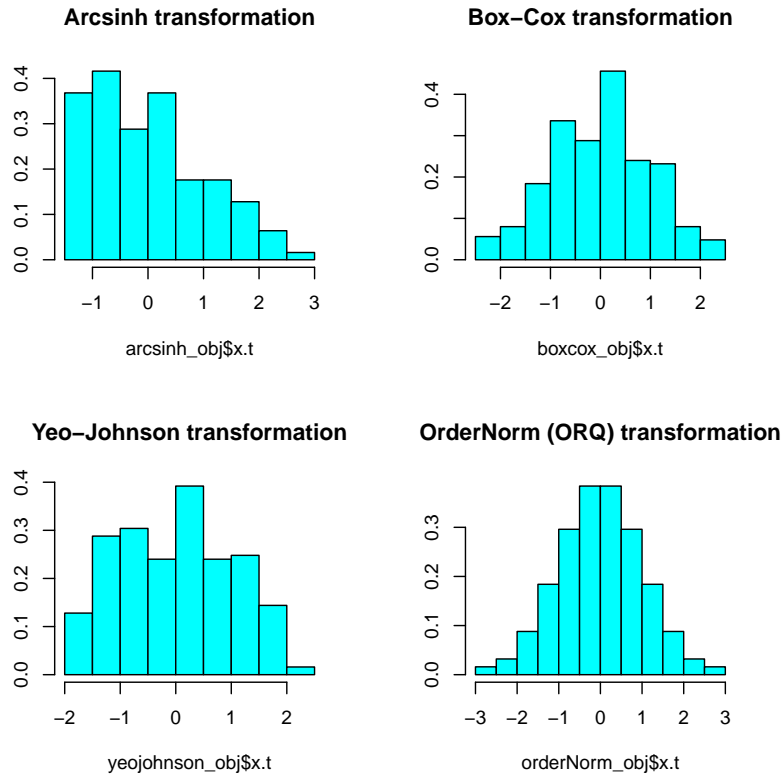 Arcsinh transformation
0.0 0.1 0.2 0.3 0.4
−1 0 1 2 3
arcsinh_obj$x.t
Box−Cox transformation
0.0 0.2 0.4
−2 −1 0 1 2
boxcox_obj$x.t
Yeo−Johnson transformation
0.0 0.1 0.2 0.3 0.4
−2 −1 0 1 2
yeojohnson_obj$x.t
OrderNorm (ORQ) transformation
0.0 0.1 0.2 0.3
−3 −2 −1 0 1 2 3
orderNorm_obj$x.t